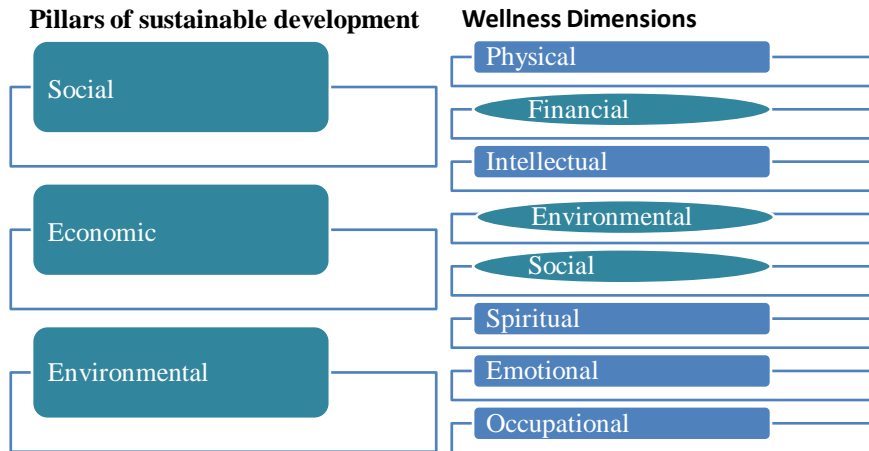 Pillars of sustainable development
Social
Economic
Environmental
Wellness Dimensions
Physical
Financial
Intellectual
Environmental
Social
Spiritual
Emotional
Occupational